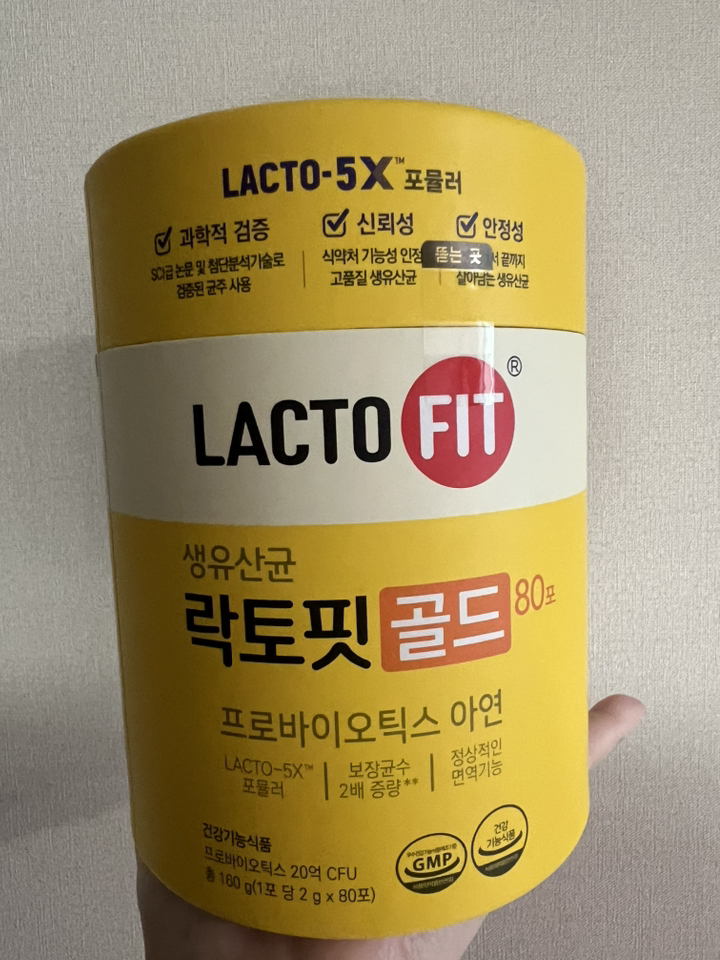 LACTO-5X™ 포뮬러
과학적 검증
SCI급 논문 및 첨단분석기술로
검증된 균주 사용
신뢰성
식약처 기능성 인정
고품질 생유산균
안정성
서 끝까지
살아남는 생유산균
뜯는 곳
LACTO FIT®
생유산균
락토핏 골드 80포
프로바이오틱스 아연
LACTO-5X™
포뮬러
보장균수
2배 증량**
정상적인
면역기능
건강기능식품
프로바이오틱스 20억 CFU
총 160 g(1포 당 2 g x 80포)
GMP
건강
기능식품